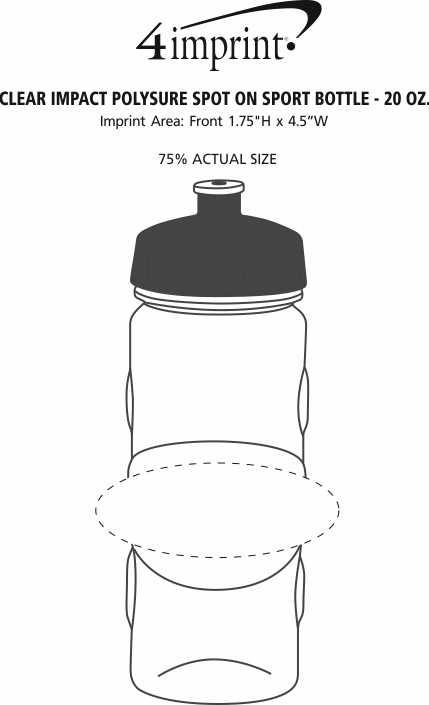 4imprint®
CLEAR IMPACT POLYSURE SPOT ON SPORT BOTTLE - 20 OZ.
Imprint Area: Front 1.75"H x 4.5”W
75% ACTUAL SIZE